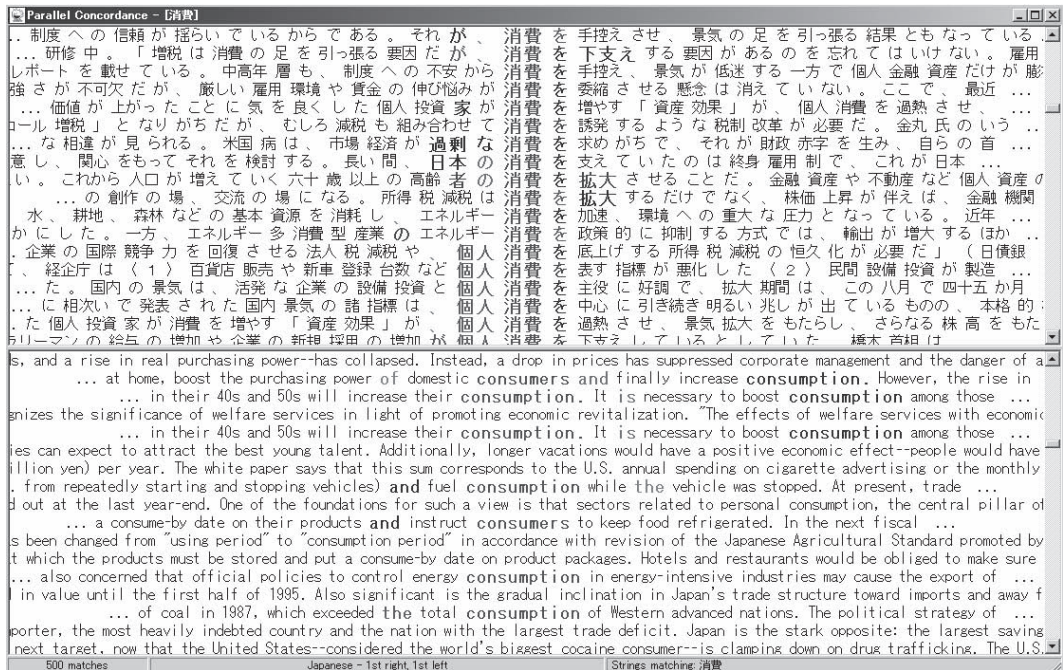 Parallel Concordance - [消費]
... 制度 への 信頼 が 揺らい で いる から で ある 。 それ が 、 消費 を 手控え させ 、 景気 の 足 を 引っ張る 結果 とも なって いる .
... 研修 中 。 「 増税 は 消費 の 足 を 引っ張る 要因 だ が 、 消費 を 下支え する 要因 が ある の を 忘れ て は いけ ない 。 雇用
レポート を 載せ て いる 。 中高年 層 も 、 制度 への 不安 から 消費 を 手控え 、 景気 が 低迷 する 一方 で 個人 金融 資産 だけ が 膨
強 さ が 不可欠 だ が 、 厳しい 雇用 環境 や 賃金 の 伸び悩み が 消費 を 委縮 させる 懸念 は 消え て い ない 。 ここ で 、 最近 ...
... 価値 が 上がっ た こと に 気 を 良く した 個人 投資 家 が 消費 を 増やす 「 資産 効果 」 が 、 個人 消費 を 過熱 させ 、
コール 増税 」 と なり がち だ が 、 むしろ 減税 も 組み合わせ て 消費 を 誘発 する ような 税制 改革 が 必要 だ 。 金丸 氏 の いう ...
... な 相違 が 見 られる 。 米国 病 は 、 市場 経済 が 過剰 な 消費 を 求め がち で 、 それ が 財政 赤字 を 生み 、 自ら の 首 ...
意 し 、 関心 を もって それ を 検討 する 。 長い 間 、 日本 の 消費 を 支え て いた の は 終身 雇用 制 で 、 これ が 日本 ...
い 。 これから 人口 が 増え て いく 六十 歳 以上 の 高齢 者 の 消費 を 拡大 させる こと だ 。 金融 資産 や 不動産 など 個人 資産 の
... の 創作 の 場 、 交流 の 場 に なる 。 所得 税 減税 は 消費 を 拡大 する だけ で なく 、 株価 上昇 が 伴え ば 、 金融 機関
水 、 耕地 、 森林 など の 基本 資源 を 消耗 し 、 エネルギー 消費 を 加速 、 環境 への 重大 な 圧力 と なって いる 。 近年 ...
か に した 。 一方 、 エネルギー 多 消費 型 産業 の エネルギー 消費 を 政策 的 に 抑制 する 方式 で は 、 輸出 が 増大 する (ほか ..
. 企業 の 国際 競争 力 を 回復 させる 法人 税 減税 や 、 個人 消費 を 底上げ する 所得 税 減税 の 恒久 化 が 必要 だ 」 ( 日債銀
、 経企庁 は 〈 1 〉 百貨店 販売 や 新車 登録 台数 など 個人 消費 を 表す 指標 が 悪化 した 〈 2 〉 民間 設備 投資 が 製造 ...
... た 。 国内 の 景気 は 、 活発 な 企業 の 設備 投資 と 個人 消費 を 主役 に 好調 で 、 拡大 期間 は 、 この 八月 で 四十五 か月
... に 相次い で 発表 さ れた 国内 景気 の 諸 指標 は 、 個人 消費 を 中心 に 引き続き 明るい 兆し が 出 て いる ものの 、 本格 的
. た 個人 投資 家 が 消費 を 増やす 「 資産 効果 」 が 、 個人 消費 を 過熱 させ 、 景気 拡大 を もたらし 、 さらなる 株 高 を もた
ラリーマン の 給与 の 増加 や 企業 の 新規 採用 の 増加 が 個人 消費 を 下支え して いる と して いた 。 橋本 首相 は
s, and a rise in real purchasing power--has collapsed. Instead, a drop in prices has suppressed corporate management and the danger of a
... at home, boost the purchasing power of domestic consumers and finally increase consumption. However, the rise in
... in their 40s and 50s will increase their consumption. It is necessary to boost consumption among those ...
gnizes the significance of welfare services in light of promoting economic revitalization. "The effects of welfare services with economic
... in their 40s and 50s will increase their consumption. It is necessary to boost consumption among those ...
ies can expect to attract the best young talent. Additionally, longer vacations would have a positive economic effect--people would have
illion yen) per year. The white paper says that this sum corresponds to the U.S. annual spending on cigarette advertising or the monthly
. from repeatedly starting and stopping vehicles) and fuel consumption while the vehicle was stopped. At present, trade ...
d out at the last year-end. One of the foundations for such a view is that sectors related to personal consumption, the central pillar of
... a consume-by date on their products and instruct consumers to keep food refrigerated. In the next fiscal ...
s been changed from "using period" to "consumption period" in accordance with revision of the Japanese Agricultural Standard promoted by
t which the products must be stored and put a consume-by date on product packages. Hotels and restaurants would be obliged to make sure
... also concerned that official policies to control energy consumption in energy-intensive industries may cause the export of ...
l in value until the first half of 1995. Also significant is the gradual inclination in Japan's trade structure toward imports and away f
... of coal in 1987, which exceeded the total consumption of Western advanced nations. The political strategy of ...
porter, the most heavily indebted country and the nation with the largest trade deficit. Japan is the stark opposite: the largest saving
next target, now that the United States--considered the world's biggest cocaine consumer--is clamping down on drug trafficking. The U.S.
500 matches Japanese - 1st right, 1st left Strings matching: 消費